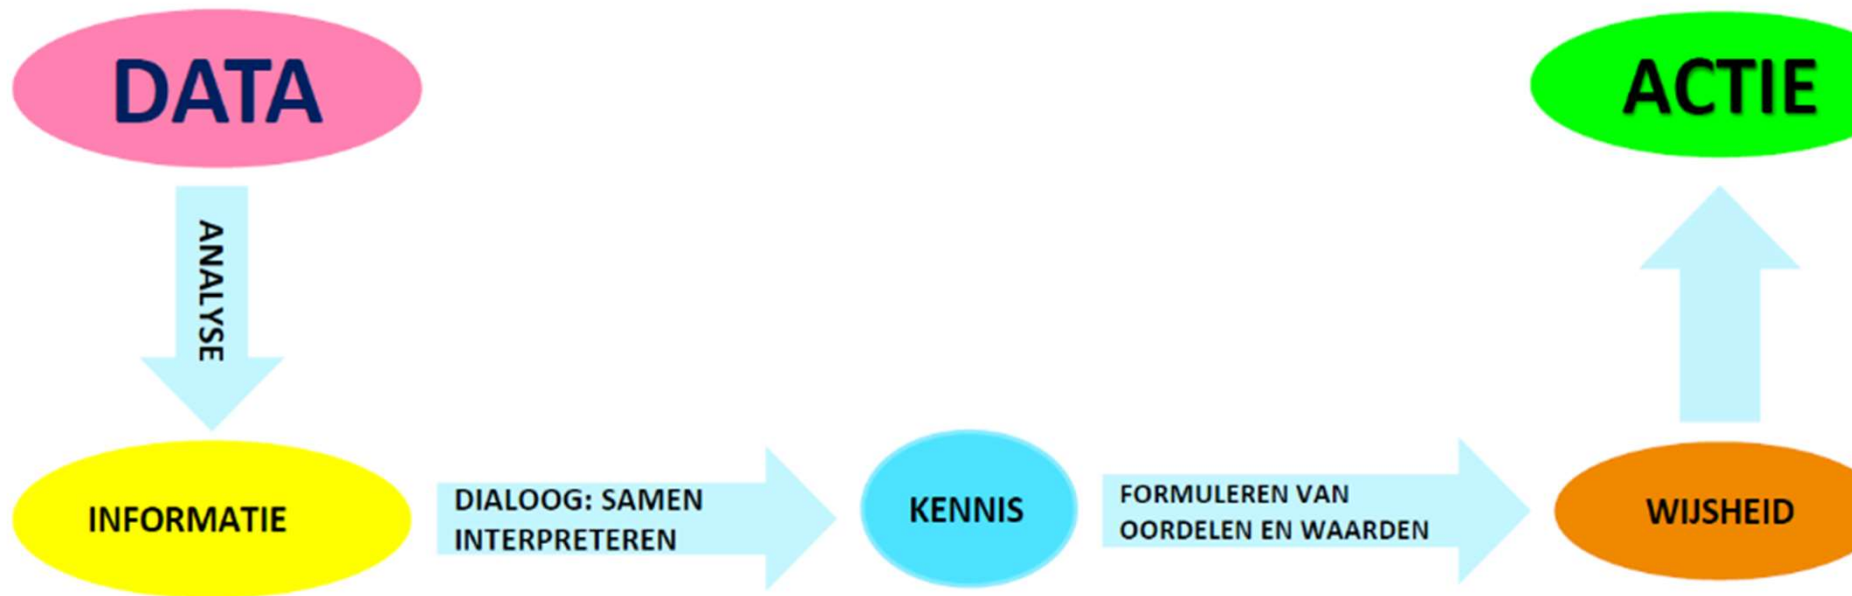 DATA
ACTIE
ANALYSE
INFORMATIE
DIALOOG: SAMEN
INTERPRETEREN
KENNIS
FORMULEREN VAN
OORDELEN EN WAARDEN
WIJSHEID